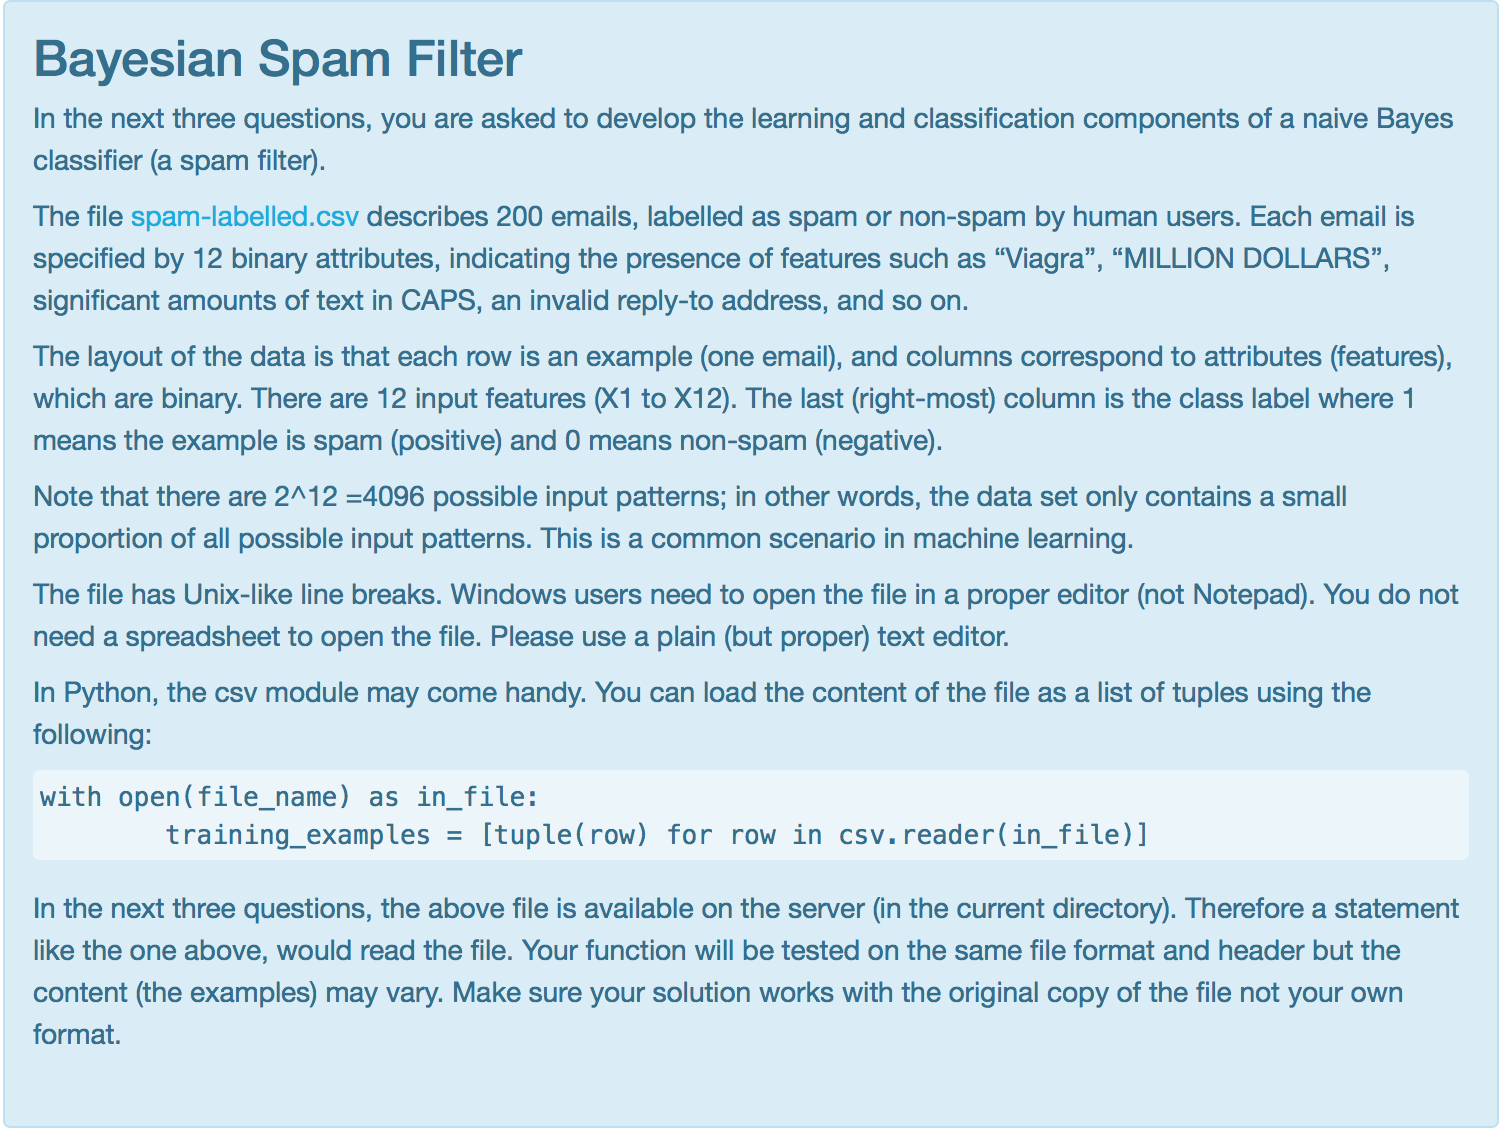 Bayesian Spam Filter
In the next three questions, you are asked to develop the learning and classification components of a naive Bayes
classifier (a spam filter).
The file spam-labelled.csv describes 200 emails, labelled as spam or non-spam by human users. Each email is
specified by 12 binary attributes, indicating the presence of features such as “Viagra”, “MILLION DOLLARS”,
significant amounts of text in CAPS, an invalid reply-to address, and so on.
The layout of the data is that each row is an example (one email), and columns correspond to attributes (features),
which are binary. There are 12 input features (X1 to X12). The last (right-most) column is the class label where 1
means the example is spam (positive) and 0 means non-spam (negative).
Note that there are 2^12 =4096 possible input patterns; in other words, the data set only contains a small
proportion of all possible input patterns. This is a common scenario in machine learning.
The file has Unix-like line breaks. Windows users need to open the file in a proper editor (not Notepad). You do not
need a spreadsheet to open the file. Please use a plain (but proper) text editor.
In Python, the csv module may come handy. You can load the content of the file as a list of tuples using the
following:
with open(file_name) as in_file:
        training_examples = [tuple(row) for row in csv.reader(in_file)]
In the next three questions, the above file is available on the server (in the current directory). Therefore a statement
like the one above, would read the file. Your function will be tested on the same file format and header but the
content (the examples) may vary. Make sure your solution works with the original copy of the file not your own
format.